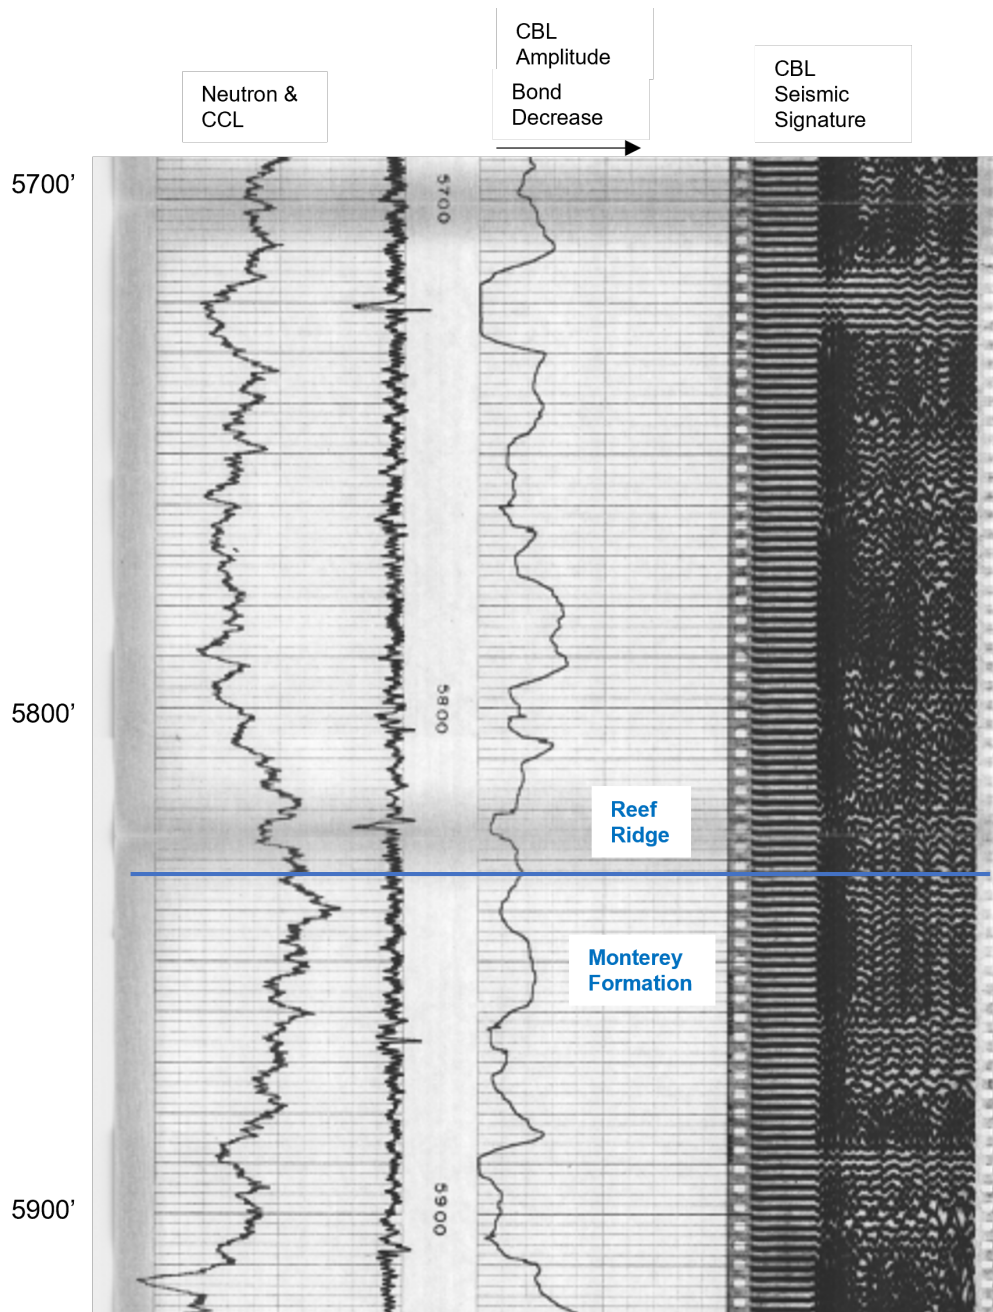 CBL
Amplitude
Bond
Decrease
CBL
Seismic
Signature
Neutron &
CCL
5700’
5700
5800
5800’
Reef
Ridge
Monterey
Formation
5900
5900’